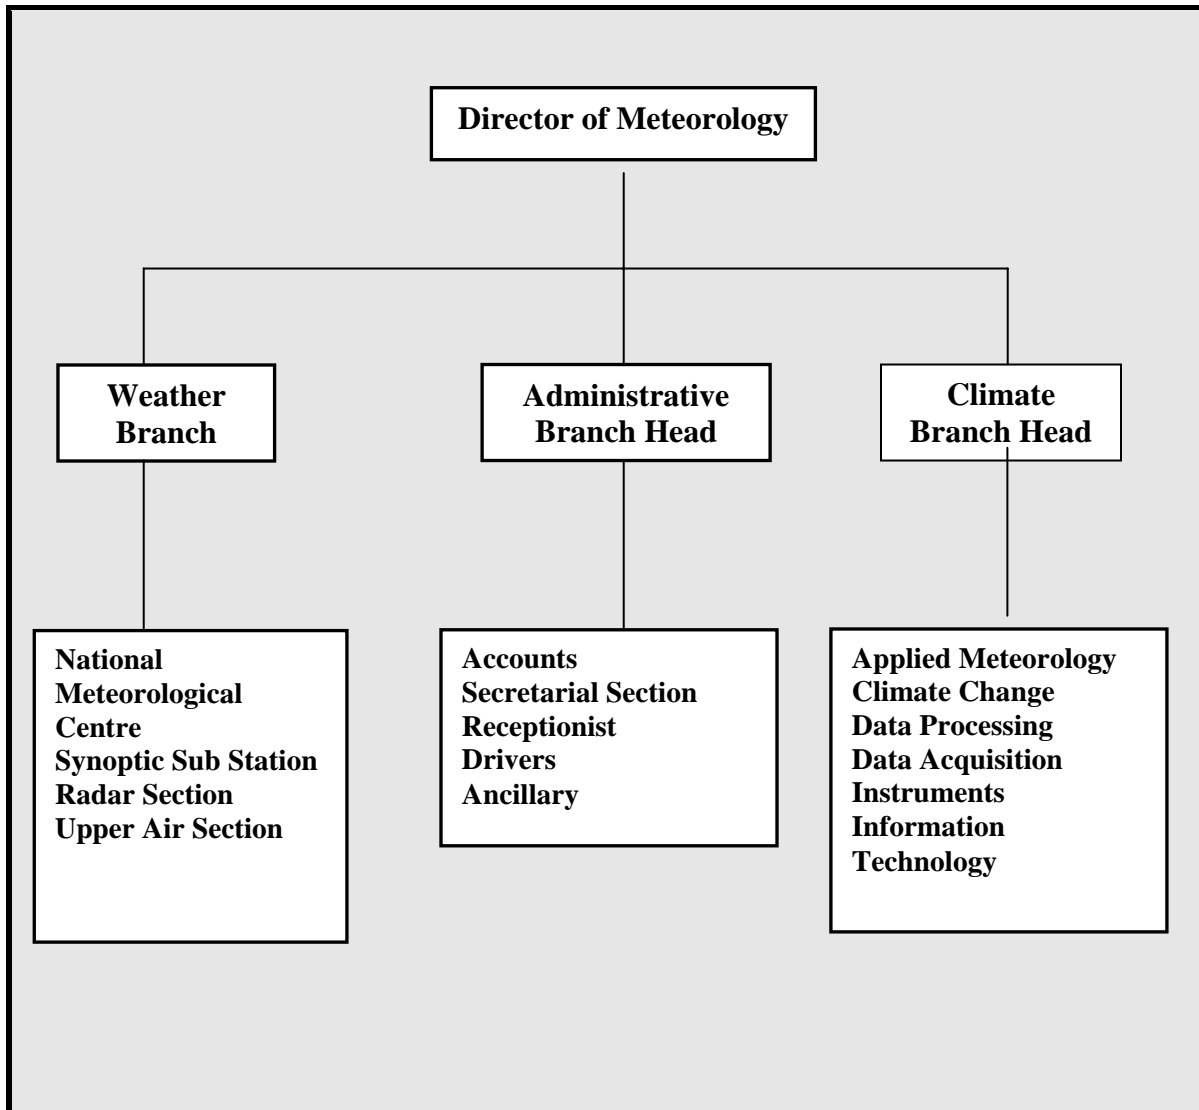 Director of Meteorology
Weather
Branch
Administrative
Branch Head
Climate
Branch Head
National
Meteorological
Centre
Synoptic Sub Station
Radar Section
Upper Air Section
Accounts
Secretarial Section
Receptionist
Drivers
Ancillary
Applied Meteorology
Climate Change
Data Processing
Data Acquisition
Instruments
Information
Technology